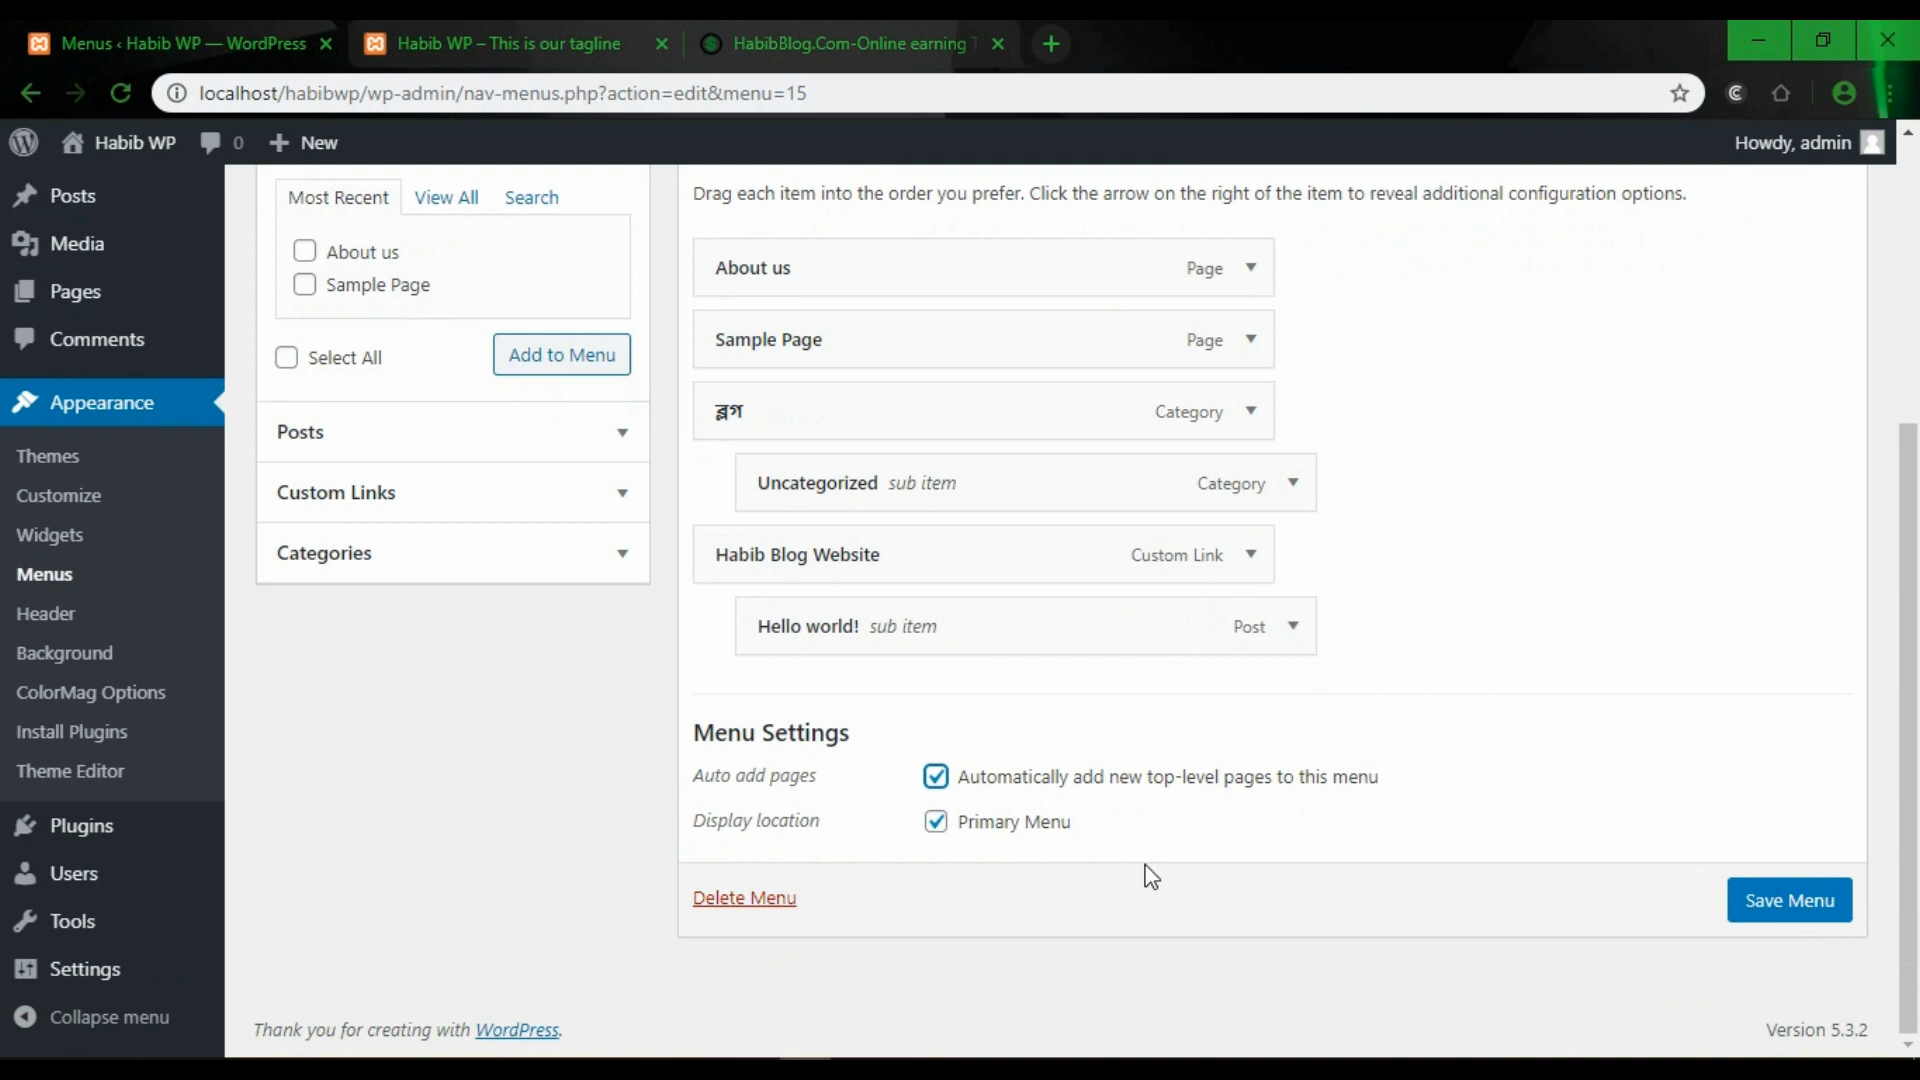 Menus ‹ Habib WP — WordPress
Habib WP – This is our tagline
HabibBlog.Com-Online earning
localhost/habibwp/wp-admin/nav-menus.php?action=edit&menu=15
Habib WP
0
New
Howdy, admin
Posts
Media
Pages
Comments
Appearance
Themes
Customize
Widgets
Menus
Header
Background
ColorMag Options
Install Plugins
Theme Editor
Plugins
Users
Tools
Settings
Collapse menu
Most Recent
View All
Search
About us
Sample Page
Select All
Add to Menu
Posts
Custom Links
Categories
Drag each item into the order you prefer. Click the arrow on the right of the item to reveal additional configuration options.
About us Page
Sample Page Page
ব্লগ Category
Uncategorized sub item Category
Habib Blog Website Custom Link
Hello world! sub item Post
Menu Settings
Auto add pages Automatically add new top-level pages to this menu
Display location Primary Menu
Delete Menu
Save Menu
Thank you for creating with WordPress.
Version 5.3.2